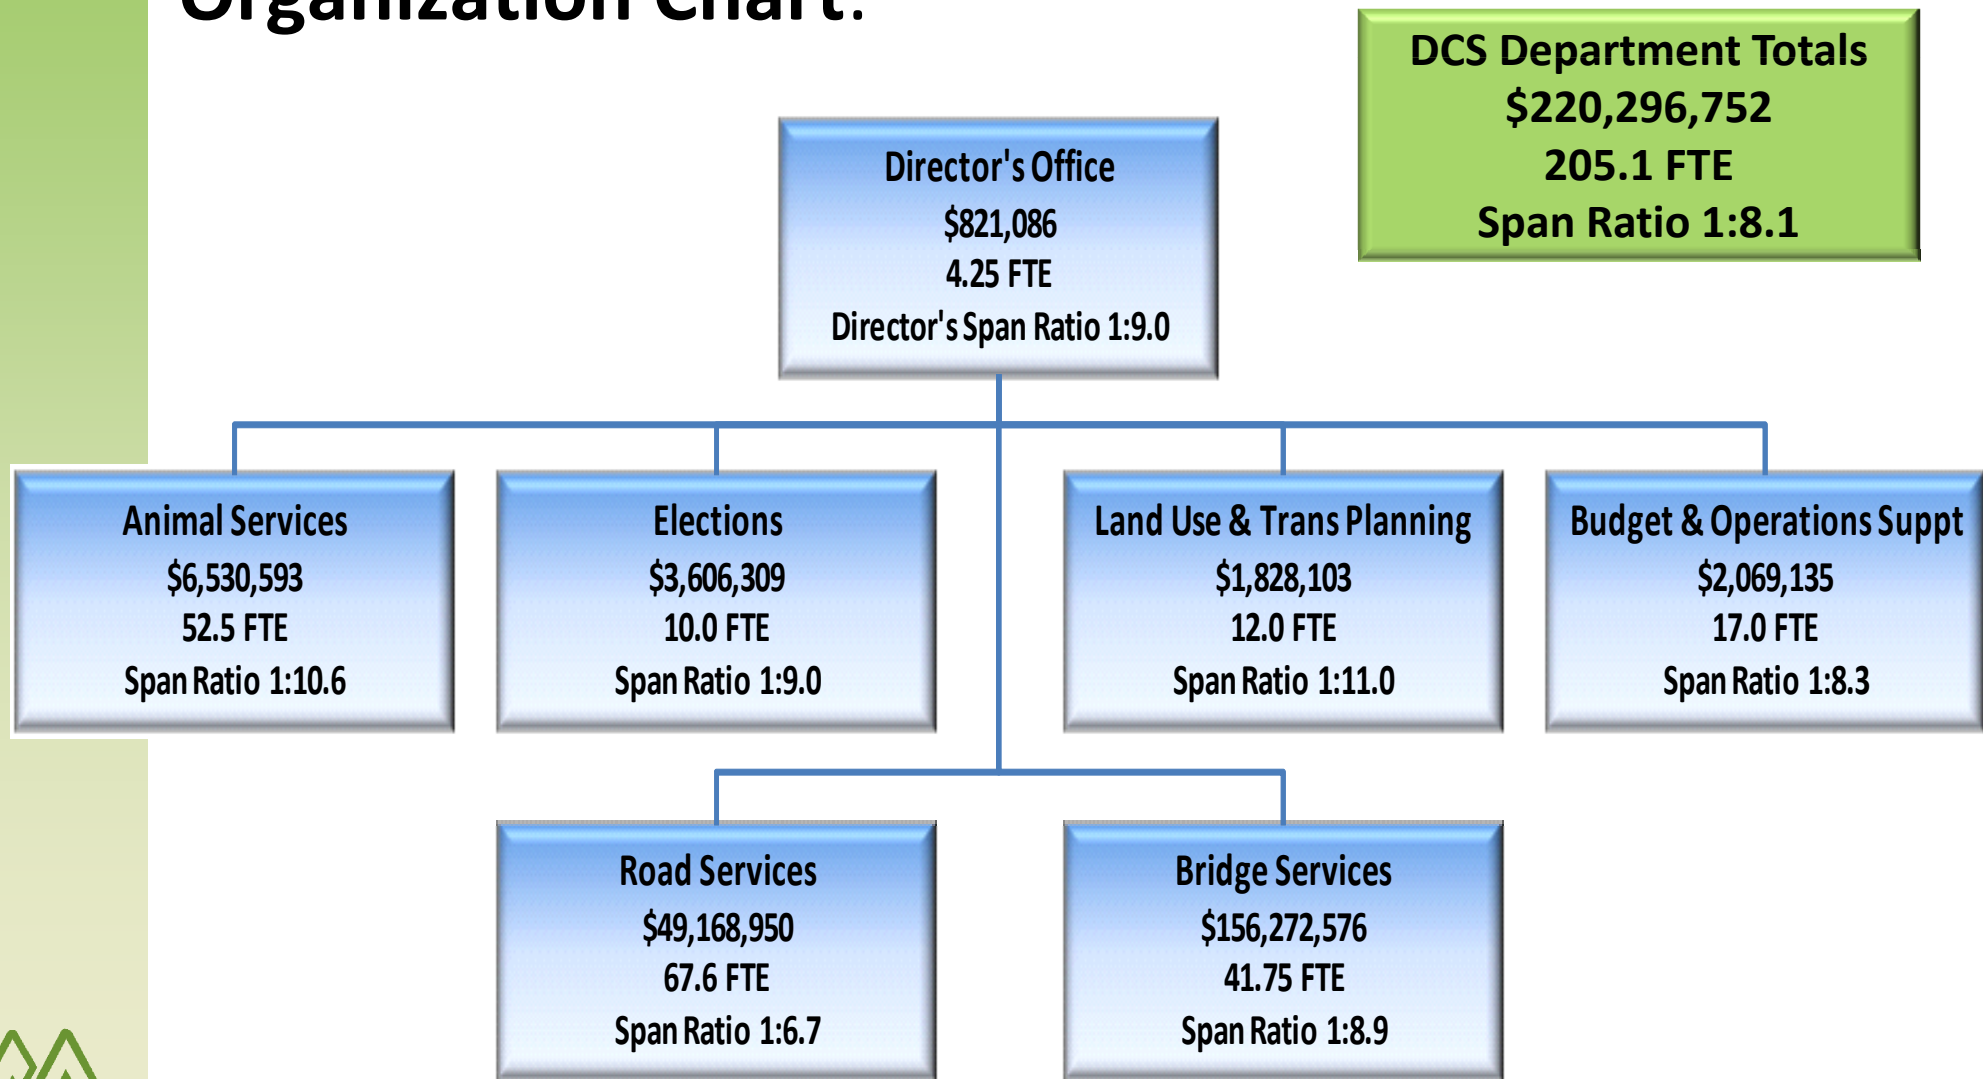 Organization Chart:
DCS Department Totals
$220,296,752
205.1 FTE
Span Ratio 1:8.1
Director's Office
$821,086
4.25 FTE
Director's Span Ratio 1:9.0
Animal Services
$6,530,593
52.5 FTE
Span Ratio 1:10.6
Elections
$3,606,309
10.0 FTE
Span Ratio 1:9.0
Land Use & Trans Planning
$1,828,103
12.0 FTE
Span Ratio 1:11.0
Budget & Operations Suppt
$2,069,135
17.0 FTE
Span Ratio 1:8.3
Road Services
$49,168,950
67.6 FTE
Span Ratio 1:6.7
Bridge Services
$156,272,576
41.75 FTE
Span Ratio 1:8.9